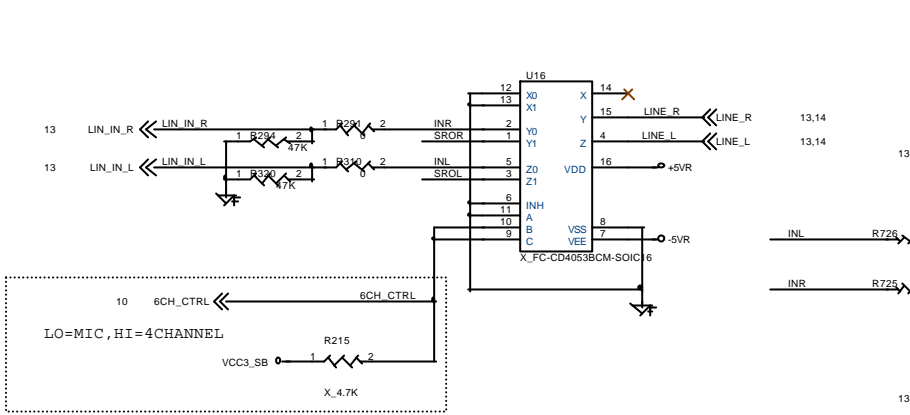 U16
12 X0 X 14
13 X1
15 LINE_R LINE_R 13,14
13 LIN_IN_R LIN_IN_R 1 R291 2 INR 2 Y0 Y
0
1 R294 2 SROR 1 Y1
47K
Z 4 LINE_L LINE_L 13,14
13 LIN_IN_L LIN_IN_L 1 R310 2 INL 5 Z0 VDD 16 +5VR
0
1 R320 2 SROL 3 Z1
47K
13
6 INH
11 A
10 B VSS 8
9 C VEE 7 -5VR
INL R726
X_FC-CD4053BCM-SOIC16
INR R725
10 6CH_CTRL 6CH_CTRL
LO=MIC,HI=4CHANNEL
R215
VCC3_SB 1 2
X_4.7K
13